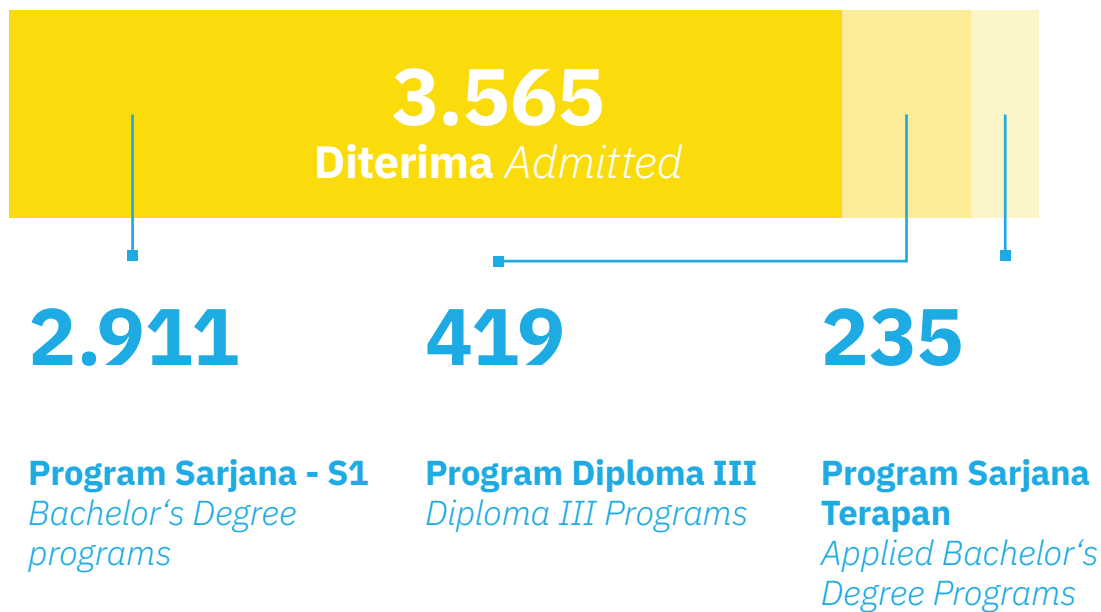 3.565
Diterima Admitted
2.911
Program Sarjana - S1
Bachelor‘s Degree
programs
419
Program Diploma III
Diploma III Programs
235
Program Sarjana
Terapan
Applied Bachelor‘s
Degree Programs